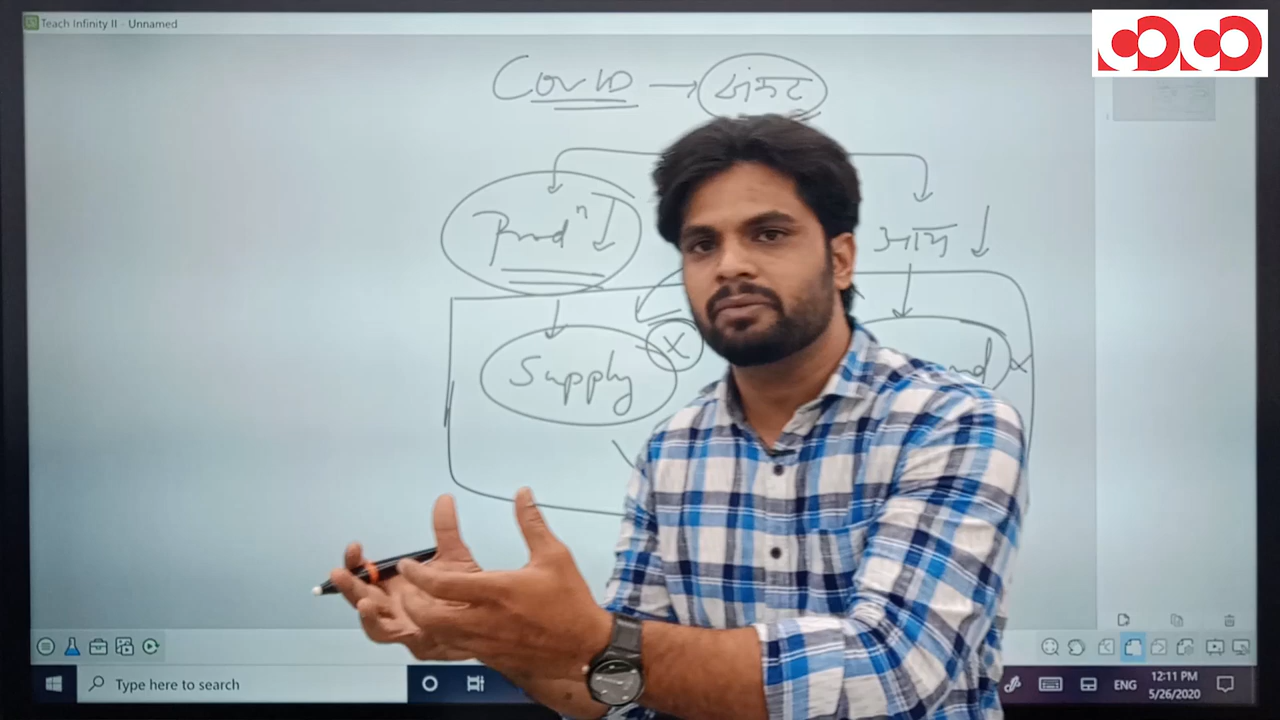 Teach Infinity II - Unnamed
COVID → संकट
Prodⁿ ↓
आय ↓
Supply
X
nd
Type here to search
ENG
12:11 PM
5/26/2020